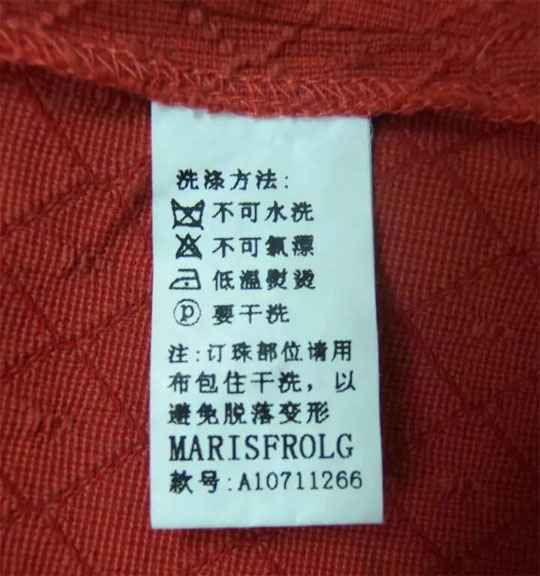 洗涤方法:
不可水洗
不可氯漂
低温熨烫
P 要干洗
注:订珠部位请用
布包住干洗，以
避免脱落变形
MARISFROLG
款号:A10711266